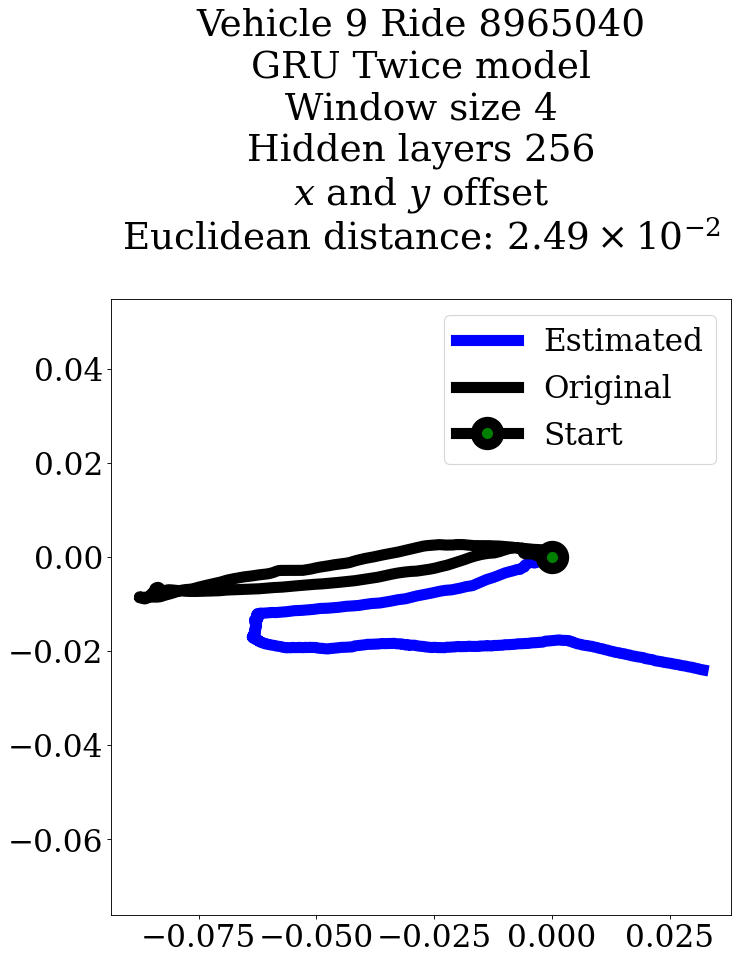 Vehicle 9 Ride 8965040
GRU Twice model
Window size 4
Hidden layers 256
x and y offset
Euclidean distance: 2.49 × 10⁻²
Estimated
Original
Start
0.04
0.02
0.00
−0.02
−0.04
−0.06
−0.075 −0.050 −0.025 0.000 0.025